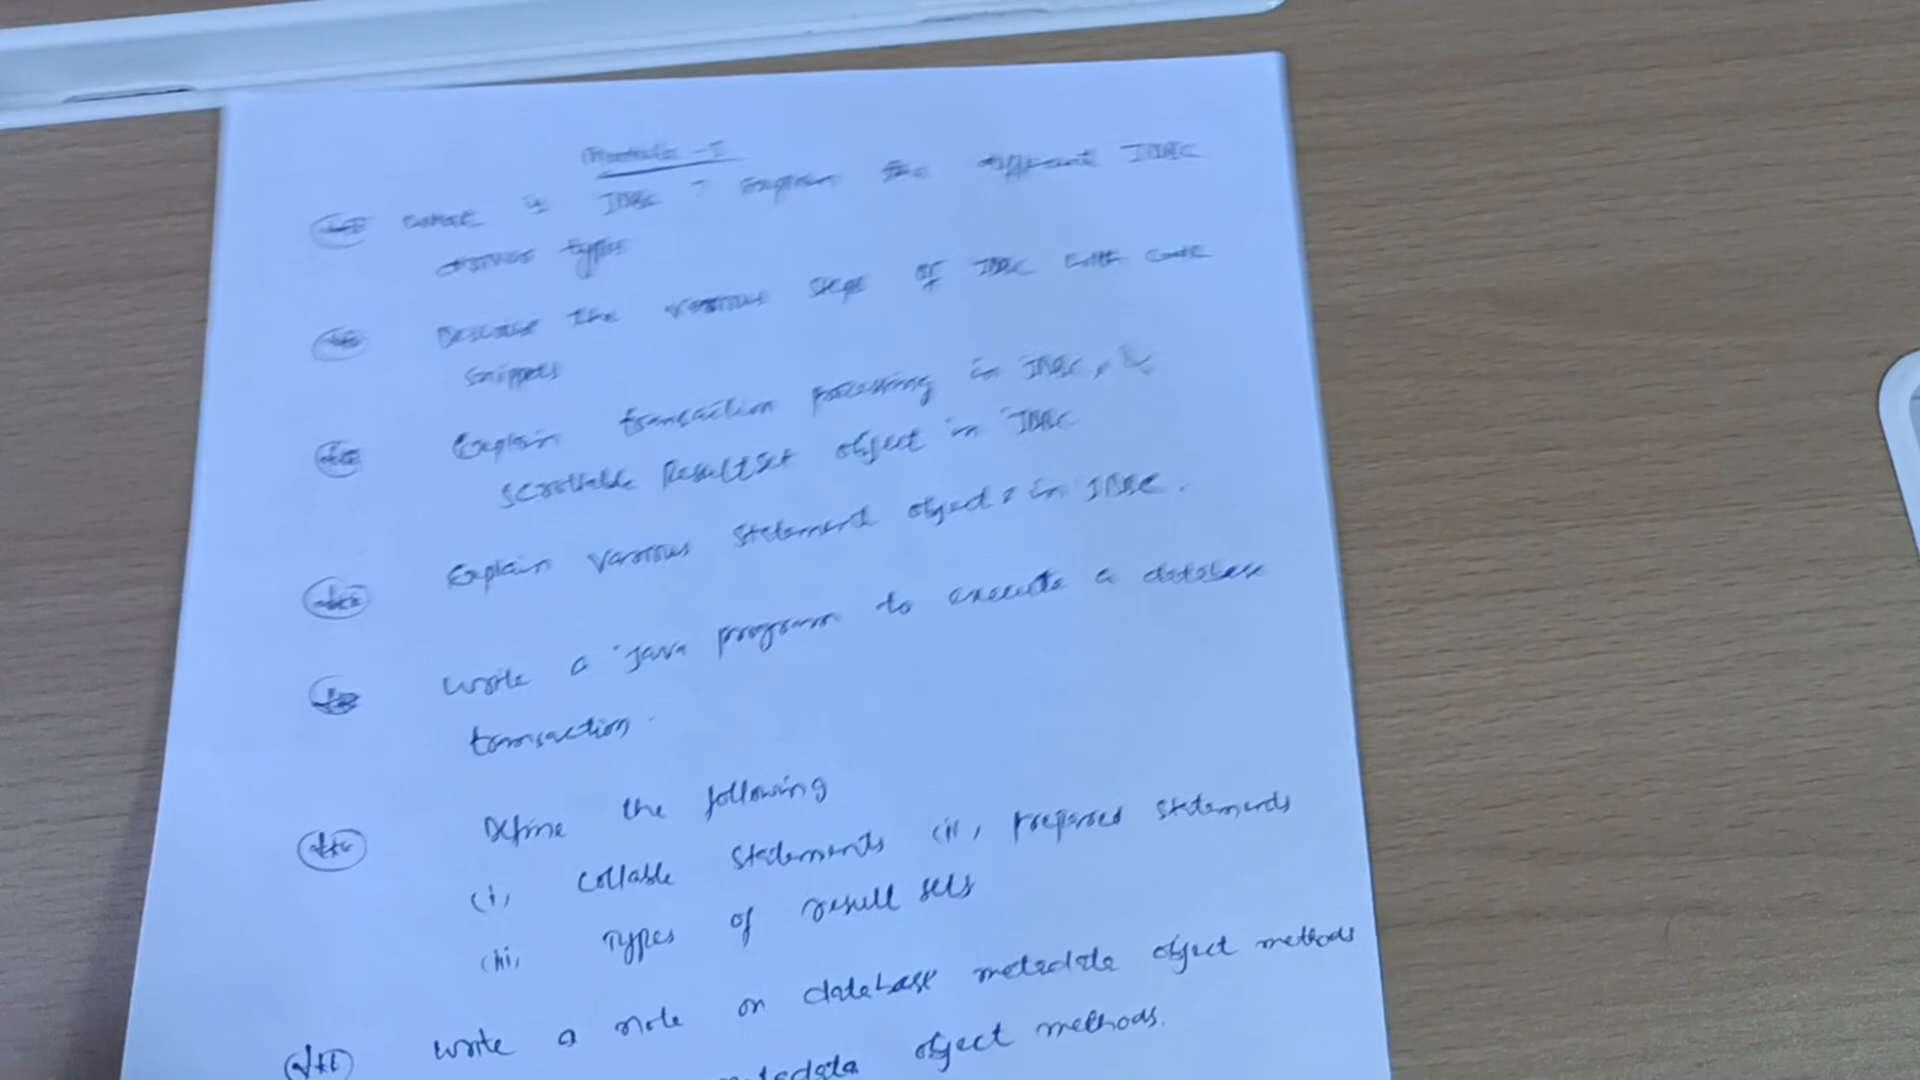 What is JDBC ? Explain the different JDBC
drivers types
Describe the various steps of JDBC with code
snippets
Explain transaction processing in JDBC, &
scrollable ResultSet object in JDBC
Explain various statement objects in JDBC.
Write a Java program to execute a database
transaction.
Define the following
(i) callable statements (ii) prepared statements
(iii) Types of result sets
Write a note on database metadata object methods
metadata object methods.